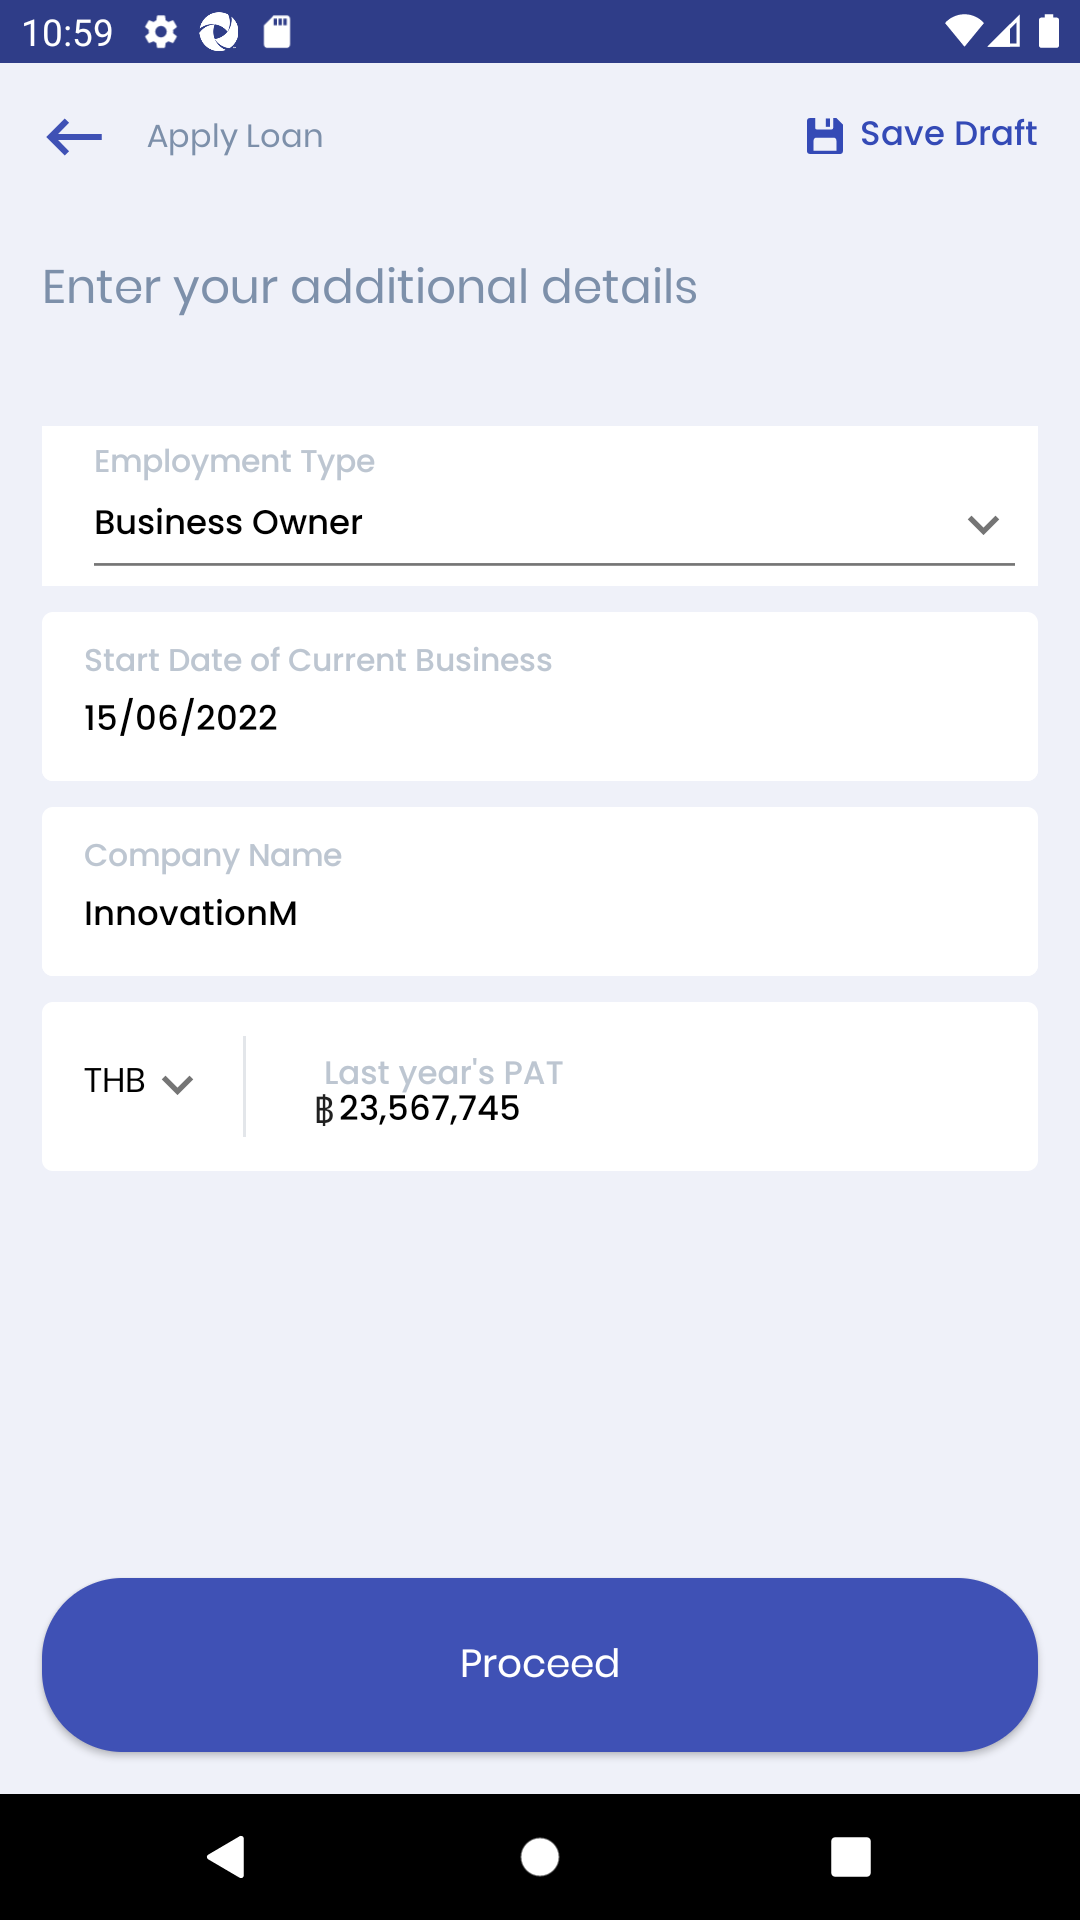 10:59
Apply Loan
Save Draft
Enter your additional details
Employment Type
Business Owner
Start Date of Current Business
15/06/2022
Company Name
InnovationM
THB
Last year's PAT
฿23,567,745
Proceed